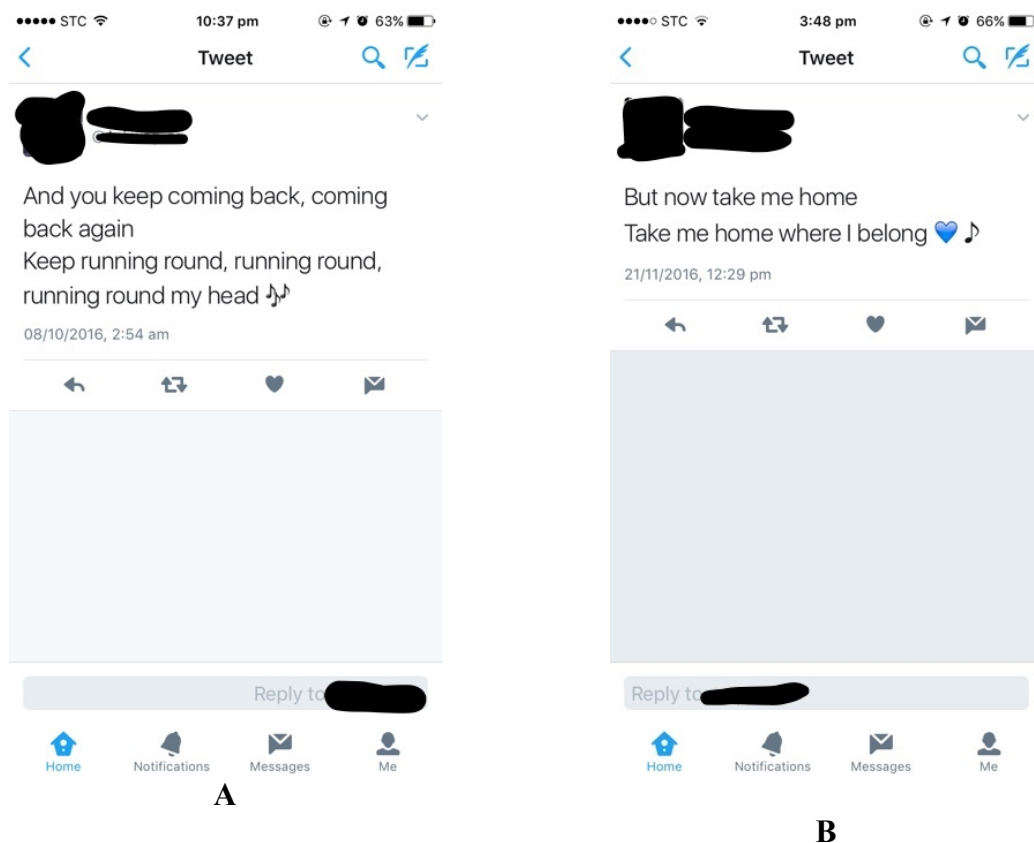 STC 10:37 pm 63%
Tweet
And you keep coming back, coming
back again
Keep running round, running round,
running round my head 🎶
08/10/2016, 2:54 am
Reply to
Home Notifications Messages Me
A
STC 3:48 pm 66%
Tweet
But now take me home
Take me home where I belong 💙 🎵
21/11/2016, 12:29 pm
Reply to
Home Notifications Messages Me
B